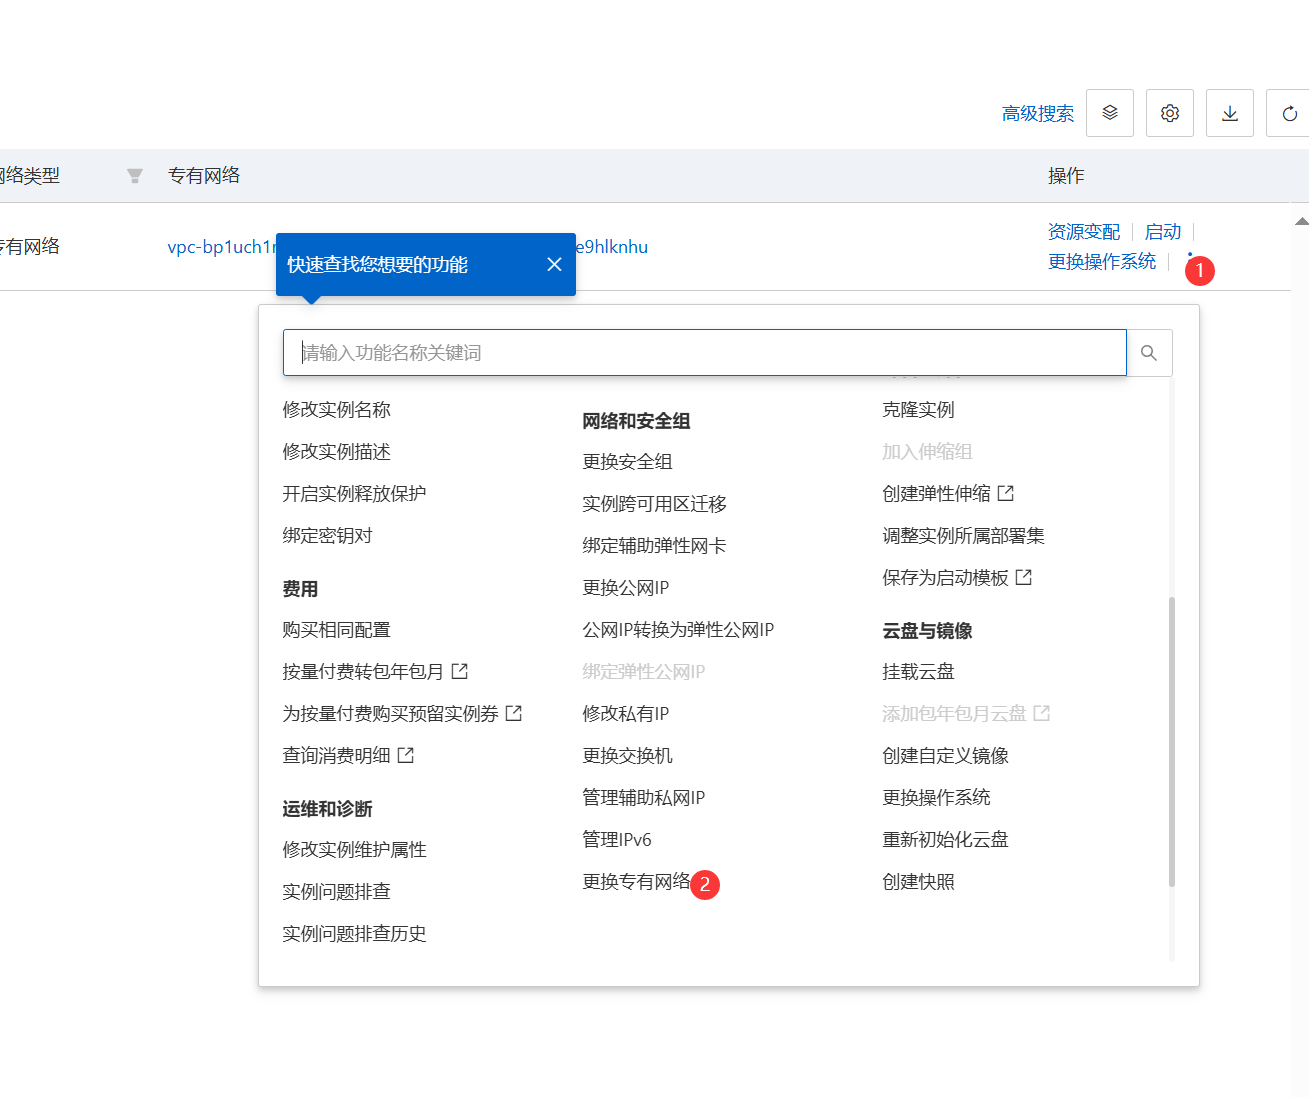 高级搜索
网络类型
专有网络
操作
专有网络
vpc-bp1uch1
e9hlknhu
资源变配
启动
更换操作系统
1
快速查找您想要的功能
请输入功能名称关键词
修改实例名称
修改实例描述
开启实例释放保护
绑定密钥对
费用
购买相同配置
按量付费转包年包月
为按量付费购买预留实例券
查询消费明细
运维和诊断
修改实例维护属性
实例问题排查
实例问题排查历史
网络和安全组
更换安全组
实例跨可用区迁移
绑定辅助弹性网卡
更换公网IP
公网IP转换为弹性公网IP
绑定弹性公网IP
修改私有IP
更换交换机
管理辅助私网IP
管理IPv6
更换专有网络
2
克隆实例
加入伸缩组
创建弹性伸缩
调整实例所属部署集
保存为启动模板
云盘与镜像
挂载云盘
添加包年包月云盘
创建自定义镜像
更换操作系统
重新初始化云盘
创建快照